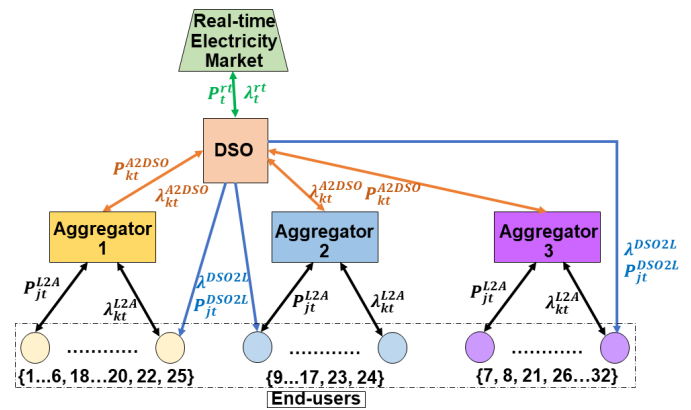 Real-time
Electricity
Market
P_t^{rt} λ_t^{rt}
DSO
P_{kt}^{A2DSO}
λ_{kt}^{A2DSO}
λ_{kt}^{A2DSO}
P_{kt}^{A2DSO}
Aggregator
1
Aggregator
2
Aggregator
3
λ^{DSO2L}
P_{jt}^{DSO2L}
λ^{DSO2L}
P_{jt}^{DSO2L}
P_{jt}^{L2A}
λ_{kt}^{L2A}
P_{jt}^{L2A}
λ_{kt}^{L2A}
P_{jt}^{L2A}
λ_{kt}^{L2A}
............ ............ ............
{1...6, 18...20, 22, 25} {9...17, 23, 24} {7, 8, 21, 26...32}
End-users